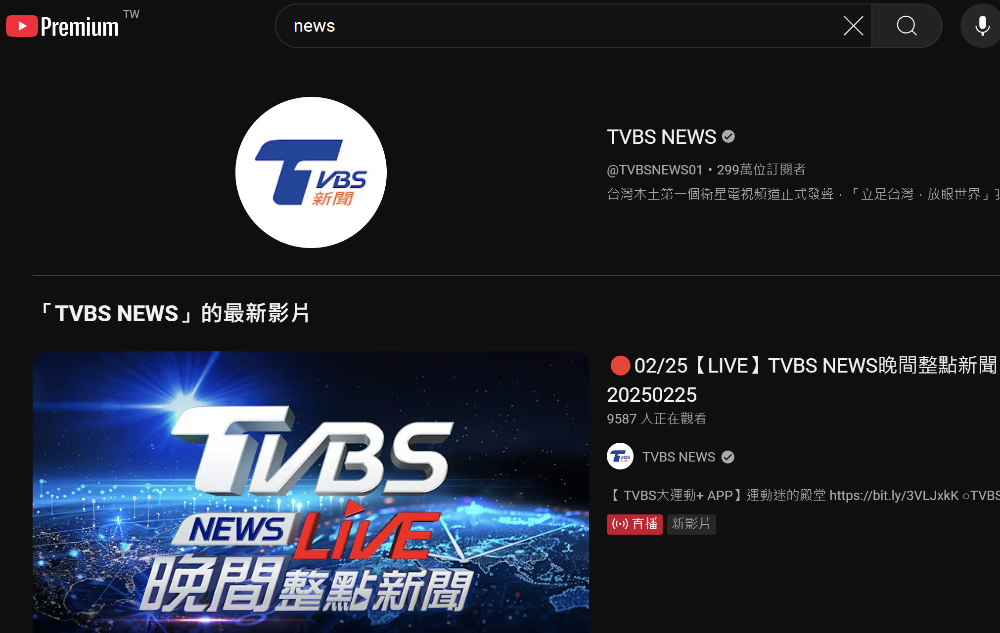 Premium TW
news
TVBS
新聞
TVBS NEWS
@TVBSNEWS01・299萬位訂閱者
台灣本土第一個衛星電視頻道正式發聲，「立足台灣，放眼世界」我
「TVBS NEWS」的最新影片
TVBS
NEWS LiVE
晚間整點新聞
🔴02/25【LIVE】TVBS NEWS晚間整點新聞
20250225
9587 人正在觀看
TVBS
新聞
TVBS NEWS
【 TVBS大運動+ APP】運動迷的殿堂 https://bit.ly/3VLJxkK ○TVBS
直播 新影片